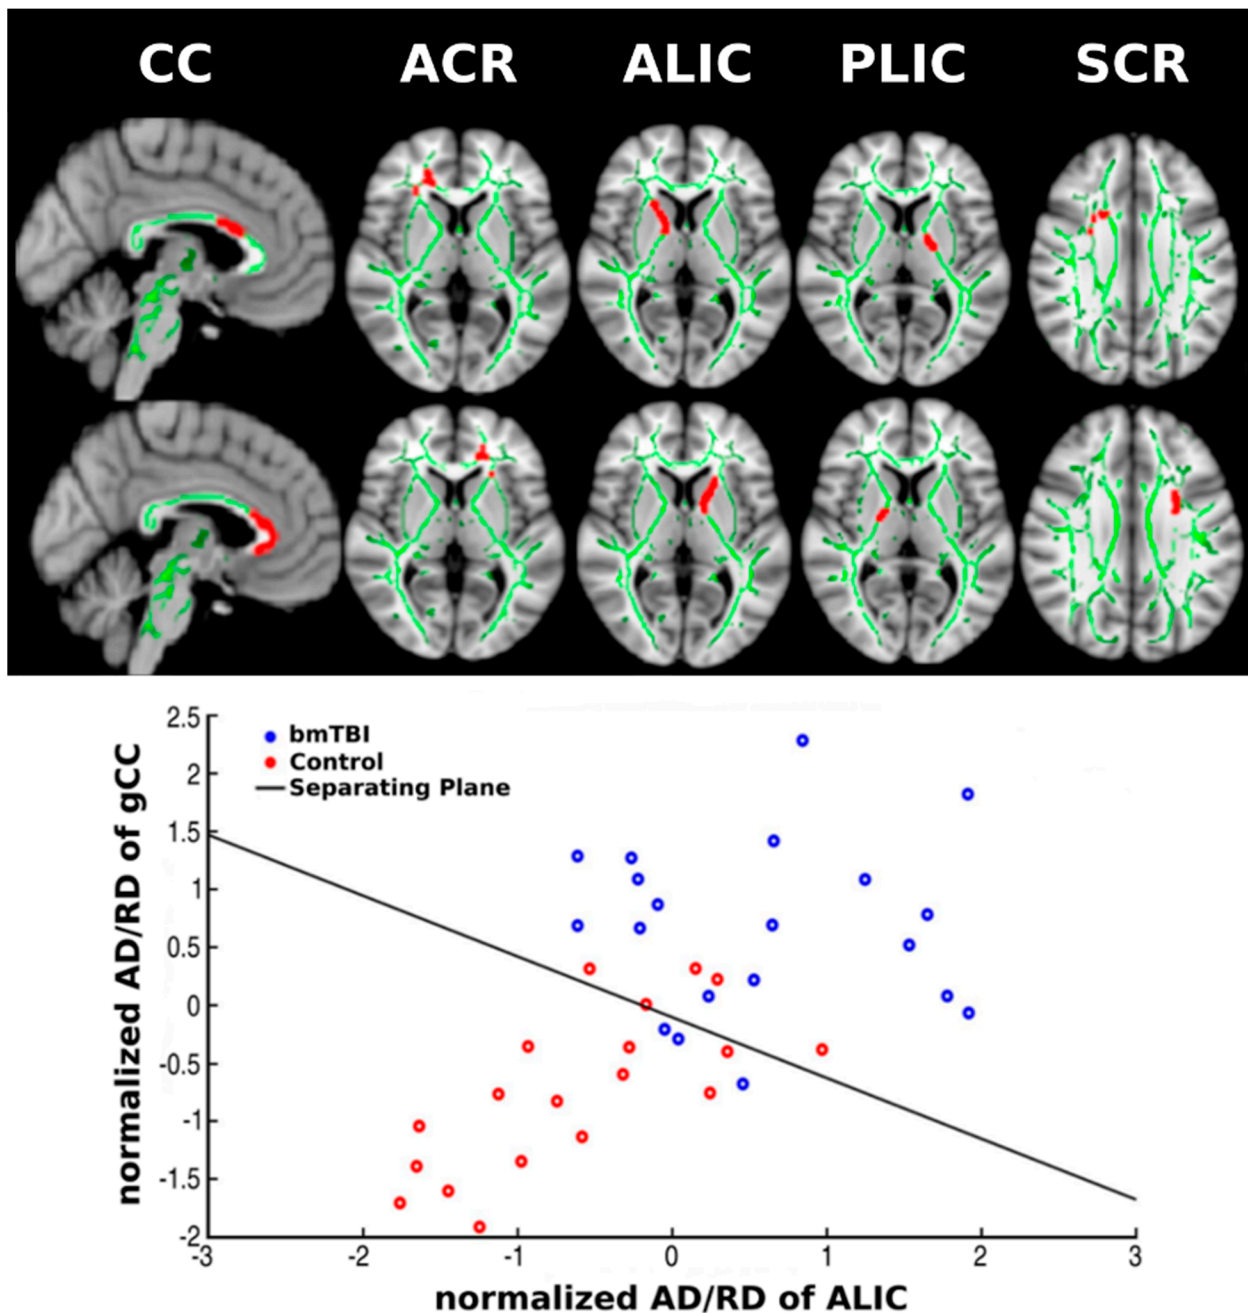 CC ACR ALIC PLIC SCR
bmTBI
Control
Separating Plane
normalized AD/RD of gCC
2.5
2
1.5
1
0.5
0
-0.5
-1
-1.5
-2
-3 -2 -1 0 1 2 3
normalized AD/RD of ALIC